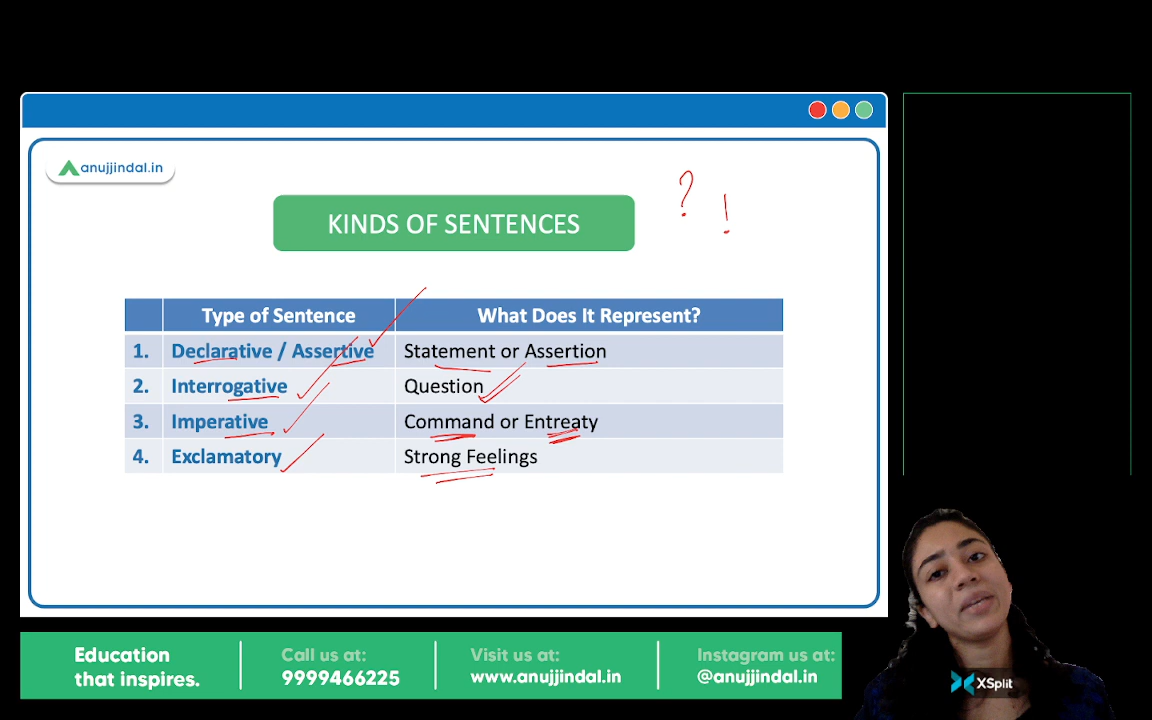 anujjindal.in
? !
KINDS OF SENTENCES
Type of Sentence What Does It Represent?
1. Declarative / Assertive Statement or Assertion
2. Interrogative Question
3. Imperative Command or Entreaty
4. Exclamatory Strong Feelings
Education Call us at: Visit us at: Instagram us at:
that inspires. 9999466225 www.anujjindal.in @anujjindal.in
XSplit